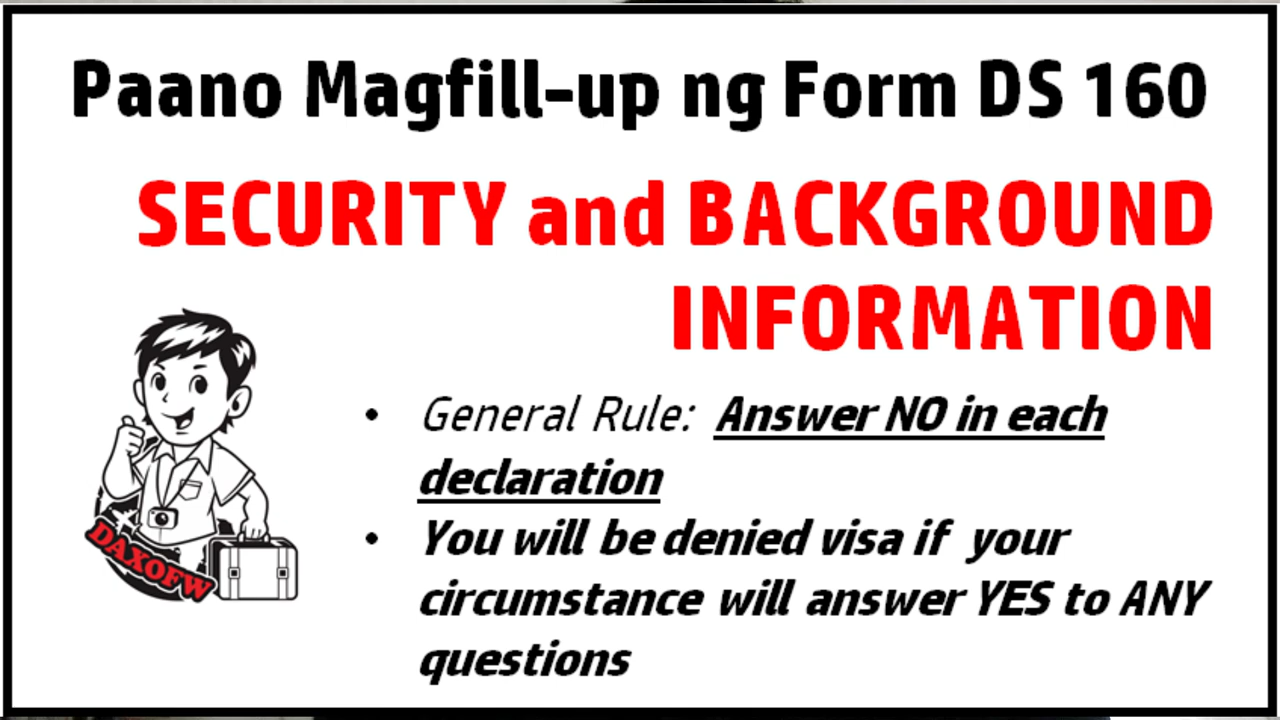 Paano Magfill-up ng Form DS 160
SECURITY and BACKGROUND
INFORMATION
• General Rule: Answer NO in each
declaration
• You will be denied visa if your
circumstance will answer YES to ANY
questions
DAXOFW